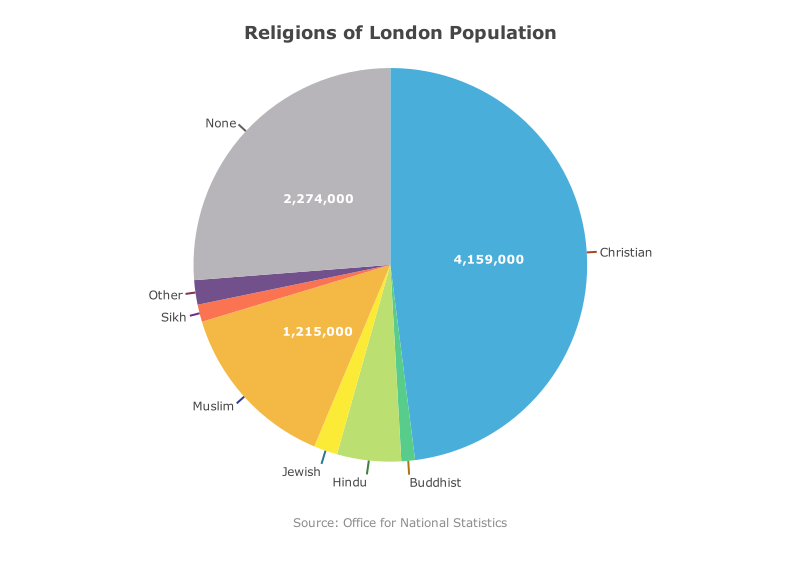 Religions of London Population
None
2,274,000
4,159,000
Christian
Other
Sikh
1,215,000
Muslim
Jewish
Hindu
Buddhist
Source: Office for National Statistics